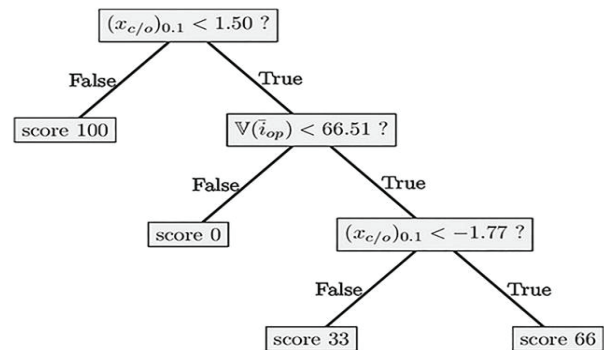 (x_{c/o})_{0.1} < 1.50 ?
False
True
score 100
𝕍(i̅_{op}) < 66.51 ?
False
True
score 0
(x_{c/o})_{0.1} < −1.77 ?
False
True
score 33
score 66